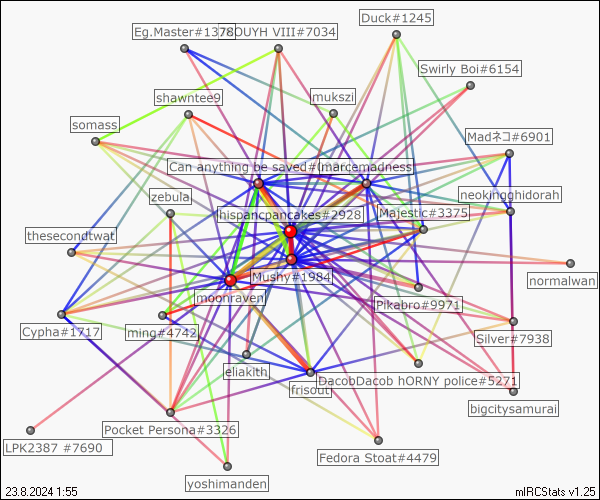 Duck#1245
Eg.Master#1378
OUYH VIII#7034
Swirly Boi#6154
shawntee9
mukszi
somass
Madネコ#6901
Can anything be saved#
marcemadness
zebula
neokingghidorah
hispanicpancakes#2928
Majestic#3375
thesecondtwat
Mushy#1984
normalwan
moonraven
Pikabro#9971
Cypha#1717
ming#4742
Silver#7938
eliakith
DacobDacob hORNY police#5271
frisout
bigcitysamurai
Pocket Persona#3326
LPK2387 #7690
Fedora Stoat#4479
yoshimanden
23.8.2024 1:55
mIRCStats v1.25